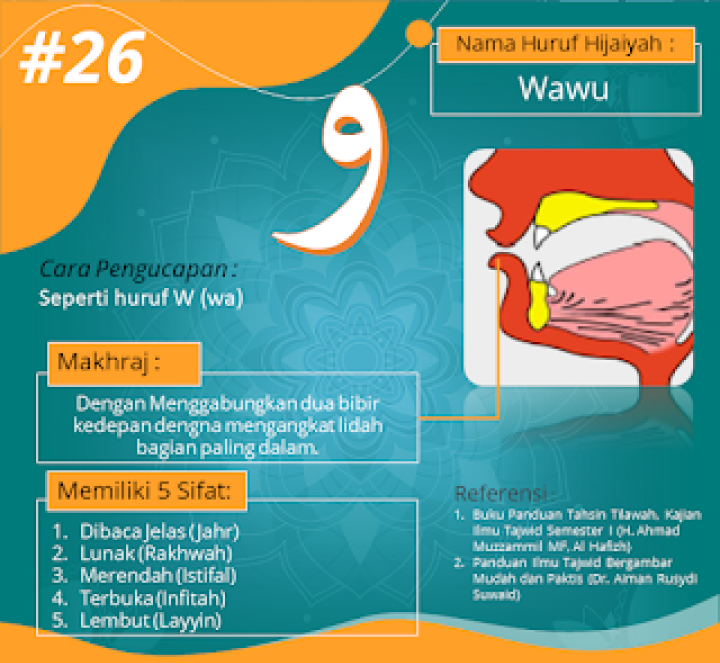 #26
Nama Huruf Hijaiyah :
Wawu
و
Cara Pengucapan :
Seperti huruf W (wa)
Makhraj :
Dengan Menggabungkan dua bibir
kedepan dengna mengangkat lidah
bagian paling dalam.
Memiliki 5 Sifat:
1. Dibaca Jelas (Jahr)
2. Lunak (Rakhwah)
3. Merendah (Istifal)
4. Terbuka (Infitah)
5. Lembut (Layyin)
Referensi :
1. Buku Panduan Tahsin Tilawah, Kajian
Ilmu Tajwid Semester I (H. Ahmad
Muzzammil MF, Al Hafizh)
2. Panduan Ilmu Tajwid Bergambar
Mudah dan Paktis (Dr. Aiman Rusydi
Suwaid)